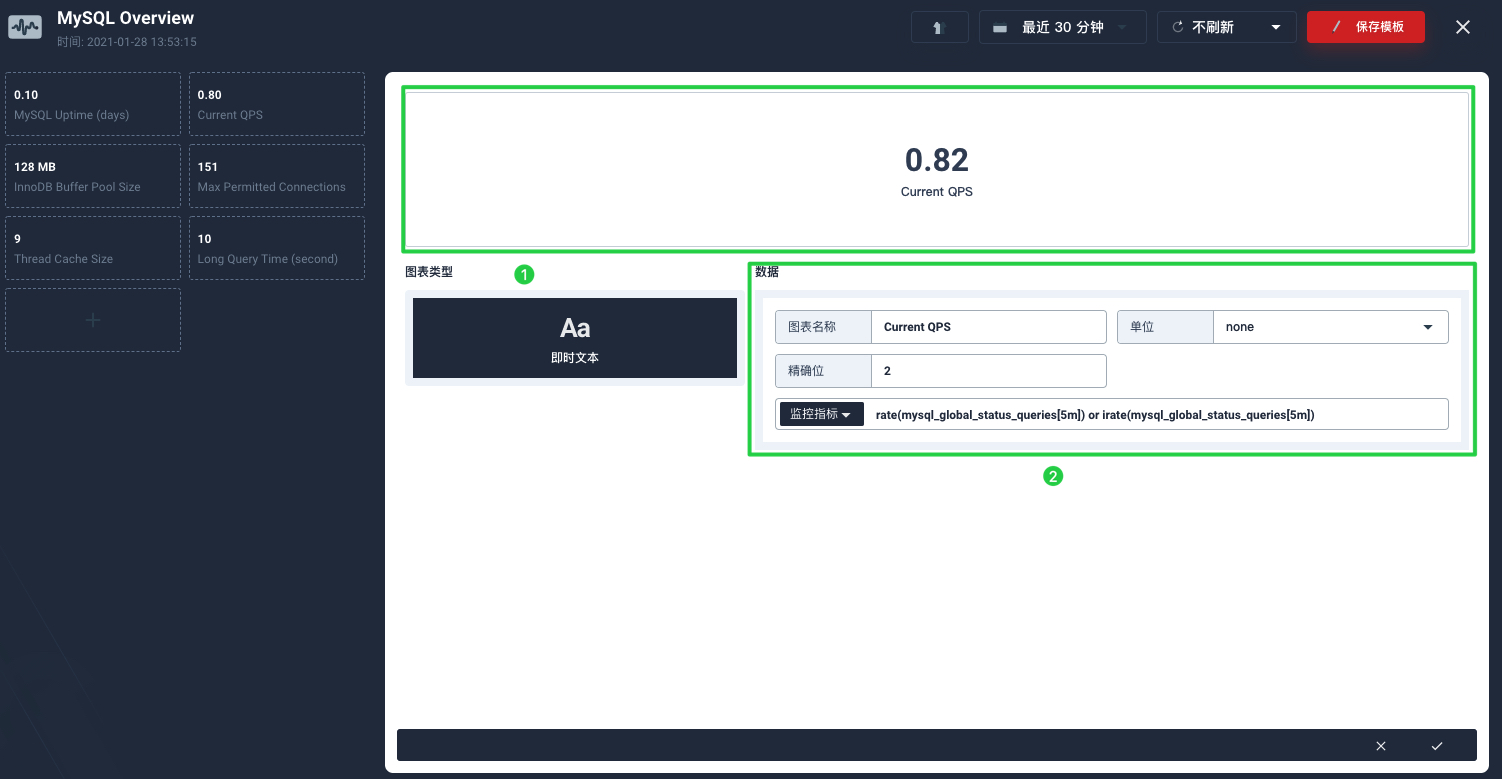 MySQL Overview
时间: 2021-01-28 13:53:15
最近 30 分钟
不刷新
保存模板
0.10
MySQL Uptime (days)
0.80
Current QPS
128 MB
InnoDB Buffer Pool Size
151
Max Permitted Connections
9
Thread Cache Size
10
Long Query Time (second)
0.82
Current QPS
图表类型
1
Aa
即时文本
数据
图表名称 Current QPS
单位 none
精确位 2
监控指标 rate(mysql_global_status_queries[5m]) or irate(mysql_global_status_queries[5m])
2